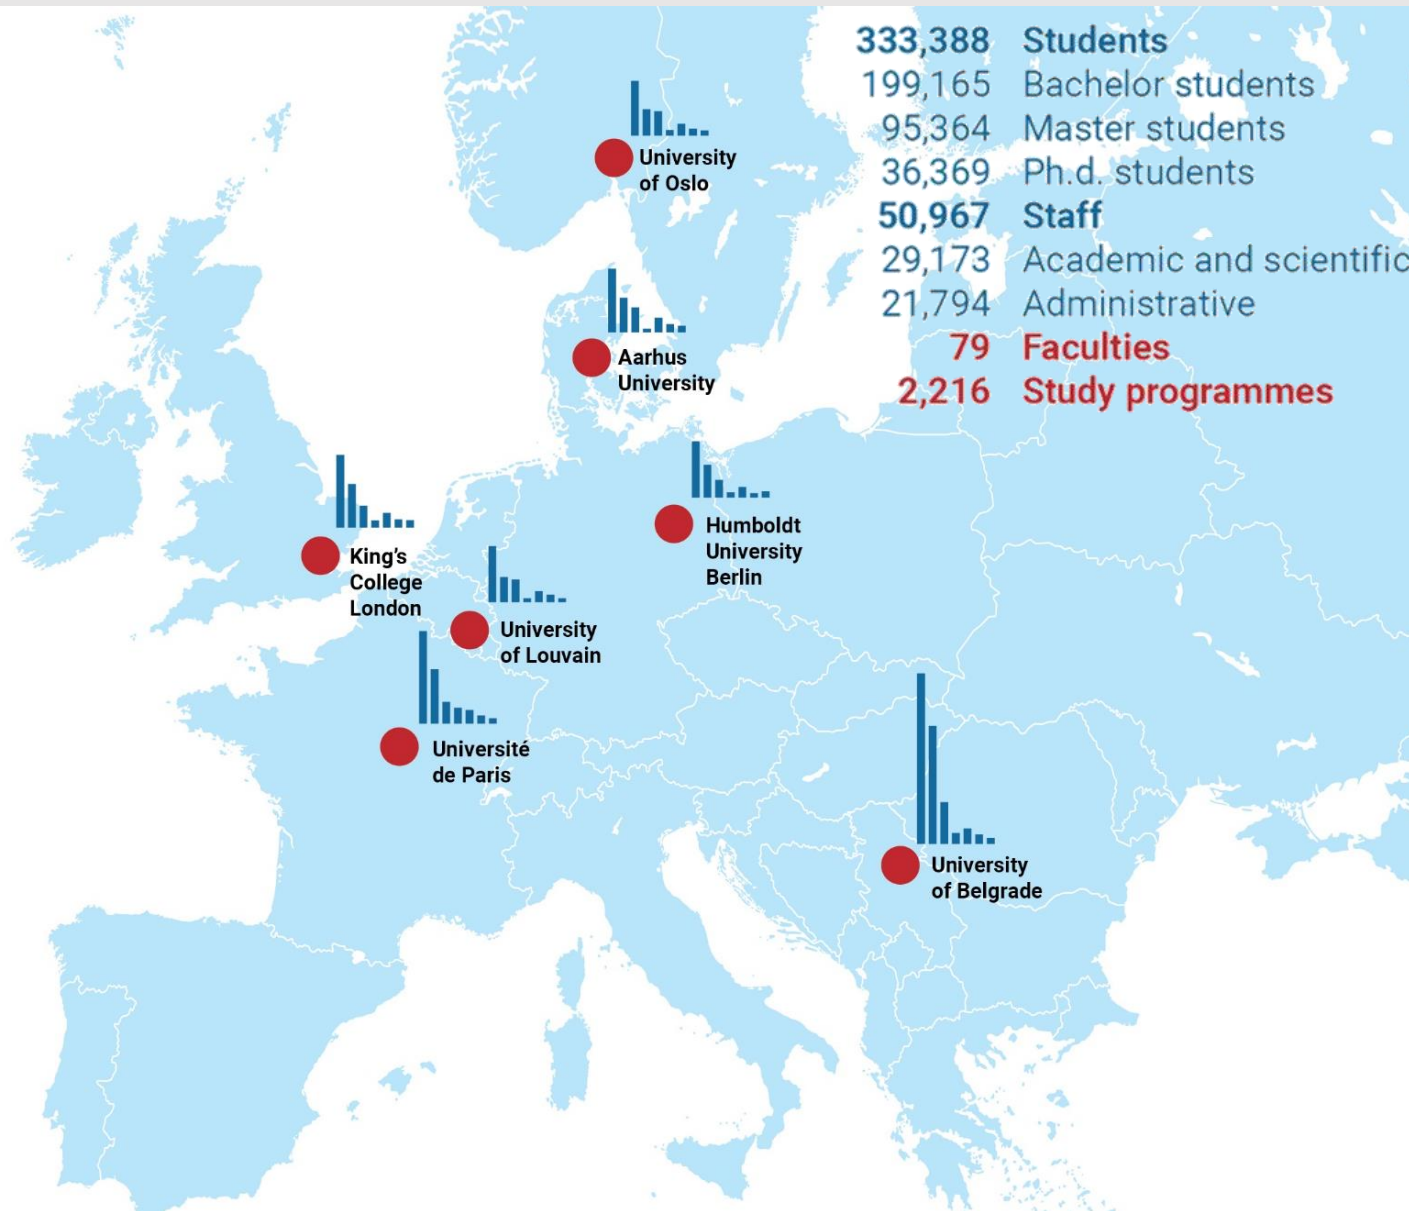 333,388 Students
199,165 Bachelor students
95,364 Master students
36,369 Ph.d. students
50,967 Staff
29,173 Academic and scientific
21,794 Administrative
79 Faculties
2,216 Study programmes
University
of Oslo
Aarhus
University
Humboldt
University
Berlin
King's
College
London
University
of Louvain
Université
de Paris
University
of Belgrade